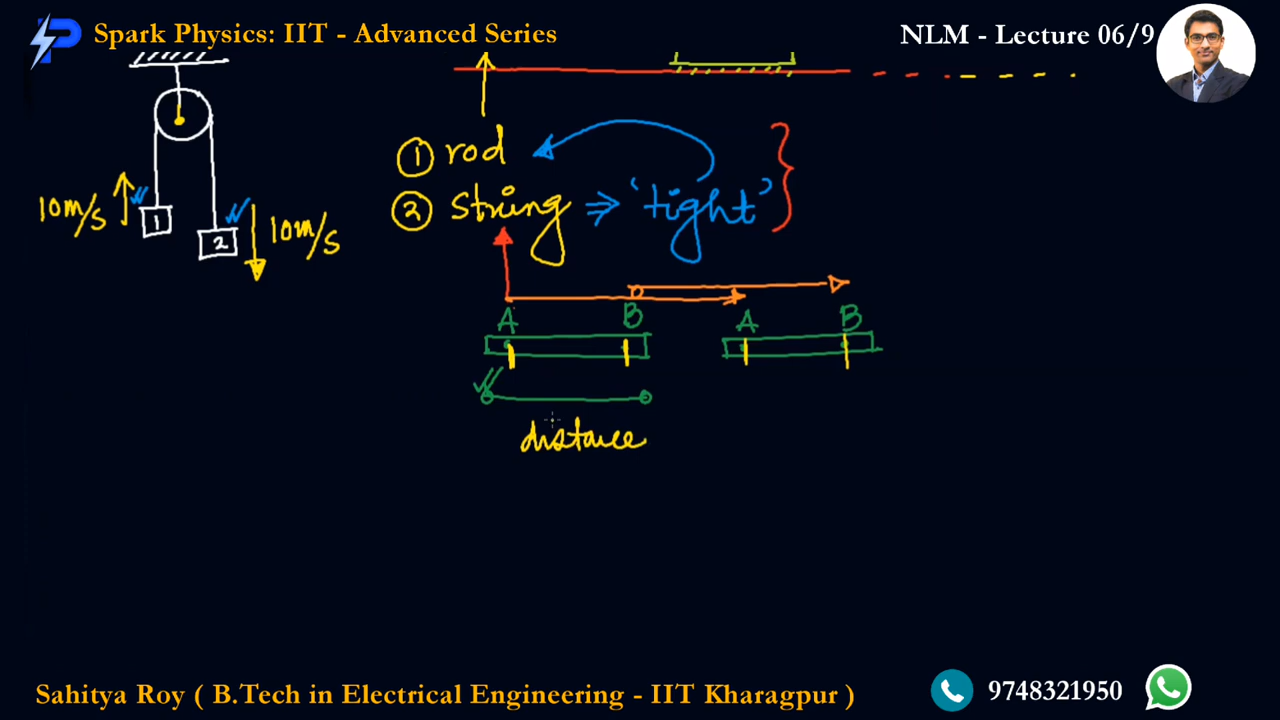 Spark Physics: IIT - Advanced Series
NLM - Lecture 06/9
10m/s
1
2
10m/s
① rod
② string ⇒ 'tight'
A B A B
distance
Sahitya Roy ( B.Tech in Electrical Engineering - IIT Kharagpur )
9748321950